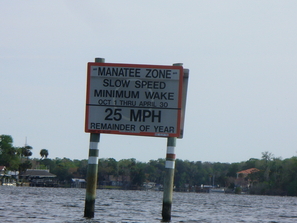 MANATEE ZONE
SLOW SPEED
MINIMUM WAKE
OCT 1 THRU APRIL 30
25 MPH
REMAINDER OF YEAR